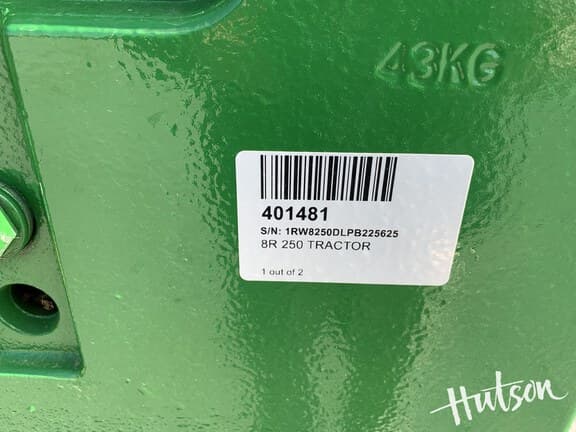 43KG
401481
S/N: 1RW8250DLPB225625
8R 250 TRACTOR
1 out of 2
Hutson